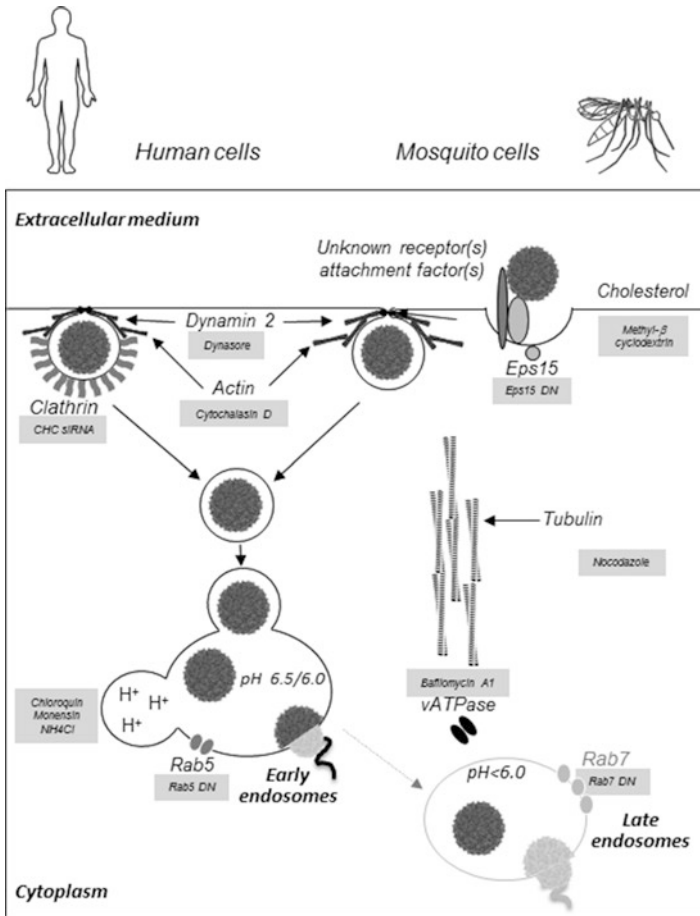 Human cells
Mosquito cells
Extracellular medium
Unknown receptor(s)
attachment factor(s)
Cholesterol
Methyl-β
cyclodextrin
Dynamin 2
Dynasore
Actin
Cytochalasin D
Clathrin
CHC siRNA
Eps15
Eps15 DN
Tubulin
Nocodazole
Bafilomycin A1
vATPase
Chloroquin
Monensin
NH4Cl
H+
H+
H+
pH 6.5/6.0
Rab5
Rab5 DN
Early
endosomes
pH<6.0
Rab7
Rab7 DN
Late
endosomes
Cytoplasm